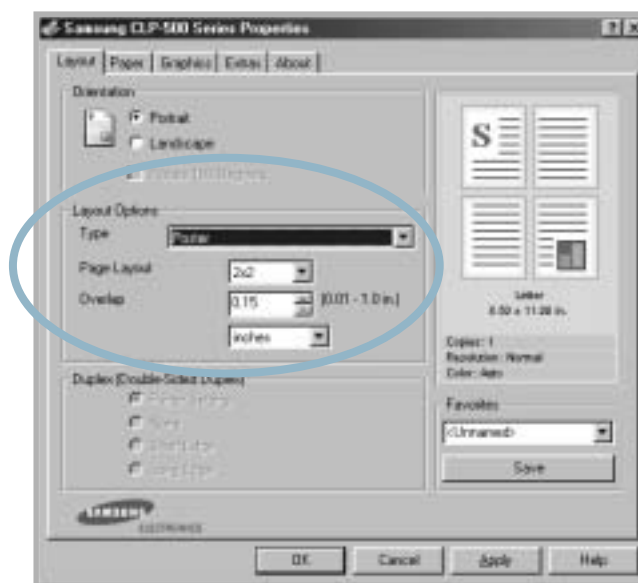 Samsung CLP-500 Series Properties
Layout Paper Graphics Extras About
Orientation
Portrait
Landscape
Layout Options
Type Poster
Page Layout 2x2
Overlap 0.15 (0.01 - 1.0 in.)
inches
Duplex (Double-Sided Duplex)
None
S
Letter
8.50 x 11.00 in.
Copies: 1
Resolution: Normal
Color: Auto
Favorites
<Unnamed>
Save
SAMSUNG
ELECTRONICS
OK Cancel Apply Help